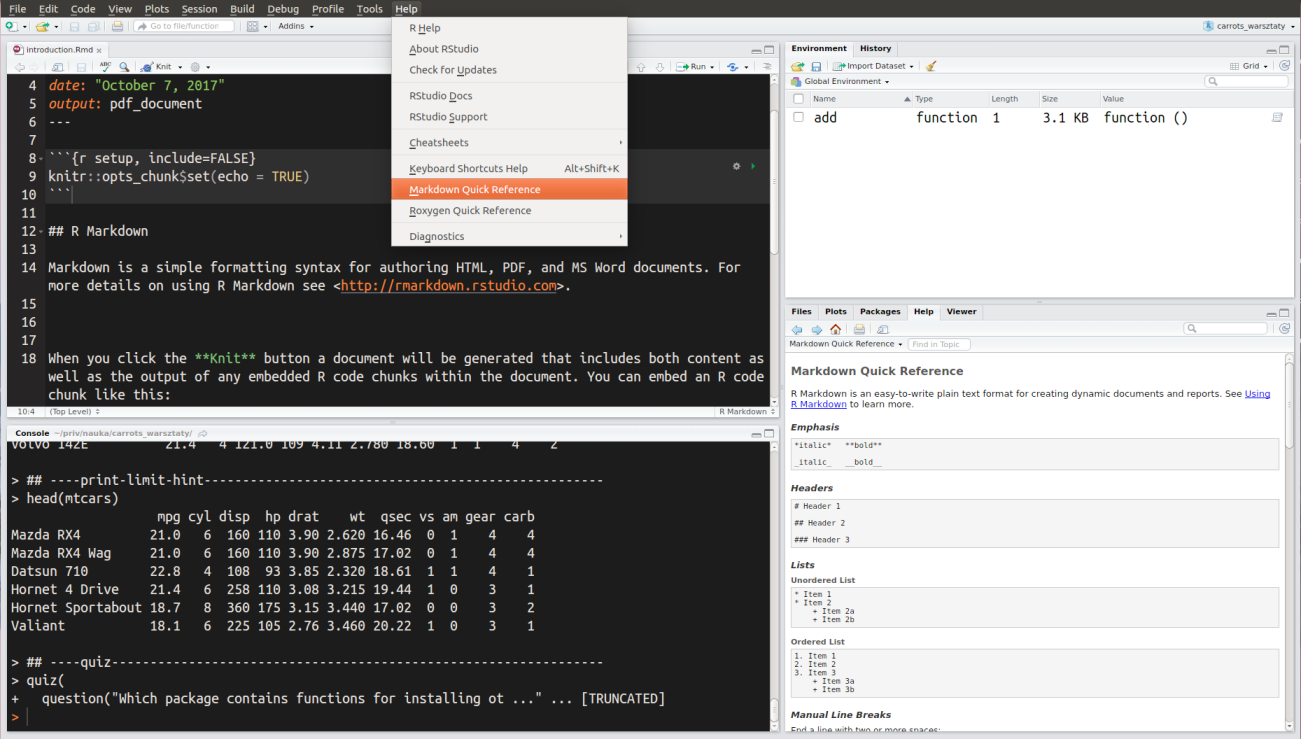 File Edit Code View Plots Session Build Debug Profile Tools Help
Go to file/function Addins carrots_warsztaty
introduction.Rmd
ABC Knit Run
4 date: "October 7, 2017"
5 output: pdf_document
6 ---
7
8 ```{r setup, include=FALSE}
9 knitr::opts_chunk$set(echo = TRUE)
10 ```
11
12 ## R Markdown
13
14 Markdown is a simple formatting syntax for authoring HTML, PDF, and MS Word documents. For
more details on using R Markdown see <http://rmarkdown.rstudio.com>.
15
16
17
18 When you click the **Knit** button a document will be generated that includes both content as
well as the output of any embedded R code chunks within the document. You can embed an R code
chunk like this:
10:4 (Top Level) R Markdown
R Help
About RStudio
Check for Updates
RStudio Docs
RStudio Support
Cheatsheets
Keyboard Shortcuts Help Alt+Shift+K
Markdown Quick Reference
Roxygen Quick Reference
Diagnostics
Console ~/priv/nauka/carrots_warsztaty/
Volvo 142E 21.4 4 121.0 109 4.11 2.780 18.60 1 1 4 2
> ## ----print-limit-hint----------------------------------------------------
> head(mtcars)
mpg cyl disp hp drat wt qsec vs am gear carb
Mazda RX4 21.0 6 160 110 3.90 2.620 16.46 0 1 4 4
Mazda RX4 Wag 21.0 6 160 110 3.90 2.875 17.02 0 1 4 4
Datsun 710 22.8 4 108 93 3.85 2.320 18.61 1 1 4 1
Hornet 4 Drive 21.4 6 258 110 3.08 3.215 19.44 1 0 3 1
Hornet Sportabout 18.7 8 360 175 3.15 3.440 17.02 0 0 3 2
Valiant 18.1 6 225 105 2.76 3.460 20.22 1 0 3 1
> ## ----quiz----------------------------------------------------------------
> quiz(
+ question("Which package contains functions for installing ot ..." ... [TRUNCATED]
>
Environment History
Import Dataset Grid
Global Environment
Name Type Length Size Value
add function 1 3.1 KB function ()
Files Plots Packages Help Viewer
Markdown Quick Reference Find in Topic
Markdown Quick Reference
R Markdown is an easy-to-write plain text format for creating dynamic documents and reports. See Using
R Markdown to learn more.
Emphasis
*italic* **bold**
_italic_ __bold__
Headers
# Header 1
## Header 2
### Header 3
Lists
Unordered List
* Item 1
* Item 2
+ Item 2a
+ Item 2b
Ordered List
1. Item 1
2. Item 2
3. Item 3
+ Item 3a
+ Item 3b
Manual Line Breaks
End a line with two or more spaces: